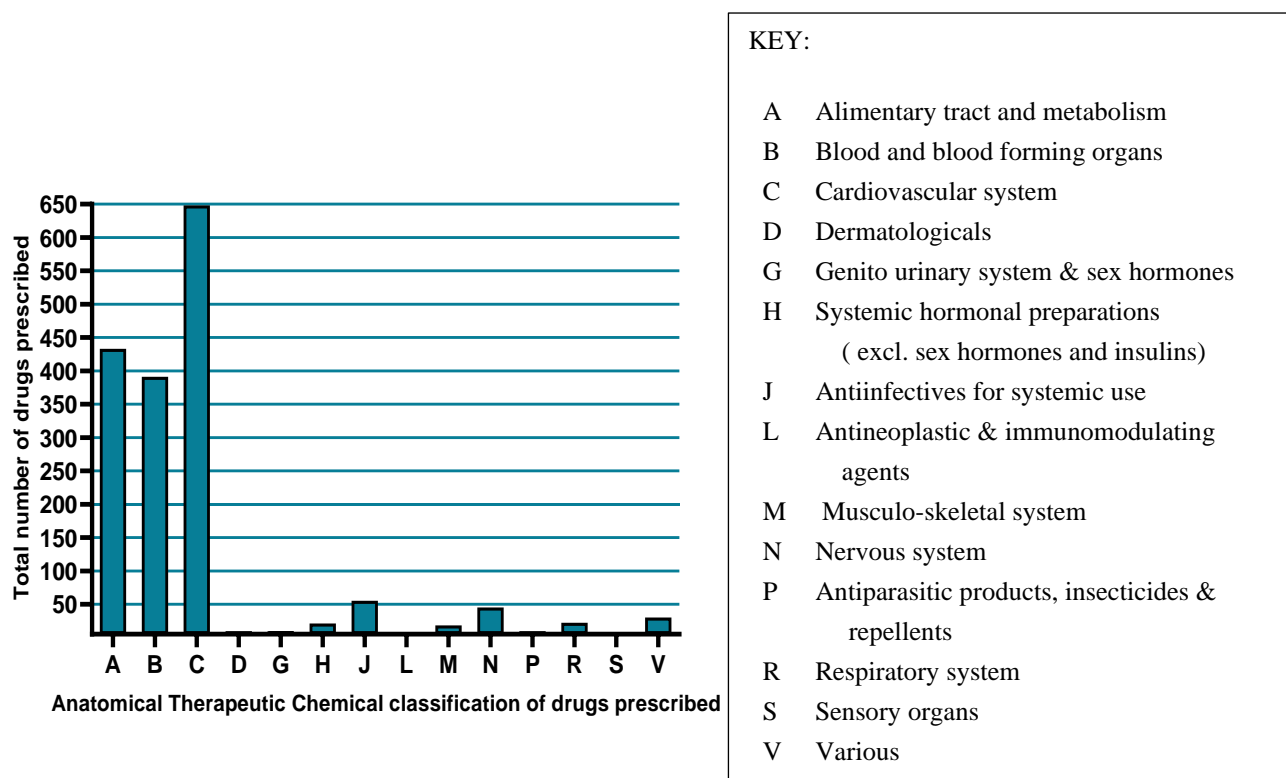 650
600
550
500
450
400
350
300
250
200
150
100
50
Total number of drugs prescribed
A B C D G H J L M N P R S V
Anatomical Therapeutic Chemical classification of drugs prescribed
KEY:
A Alimentary tract and metabolism
B Blood and blood forming organs
C Cardiovascular system
D Dermatologicals
G Genito urinary system & sex hormones
H Systemic hormonal preparations
( excl. sex hormones and insulins)
J Antiinfectives for systemic use
L Antineoplastic & immunomodulating
agents
M Musculo-skeletal system
N Nervous system
P Antiparasitic products, insecticides &
repellents
R Respiratory system
S Sensory organs
V Various